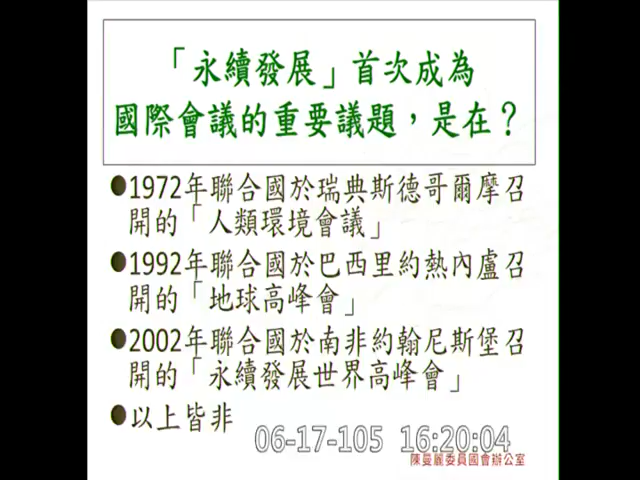 「永續發展」首次成為
國際會議的重要議題，是在？
●1972年聯合國於瑞典斯德哥爾摩召
開的「人類環境會議」
●1992年聯合國於巴西里約熱內盧召
開的「地球高峰會」
●2002年聯合國於南非約翰尼斯堡召
開的「永續發展世界高峰會」
●以上皆非
06-17-105 16:20:04
陳曼麗委員國會辦公室